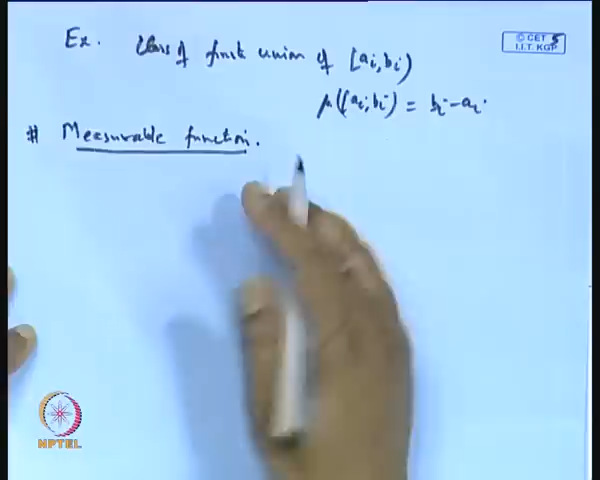 Ex. Class of finite union of [ai, bi)
μ([ai, bi) = bi - ai
# Measurable function.
© CET
I.I.T. KGP
NPTEL